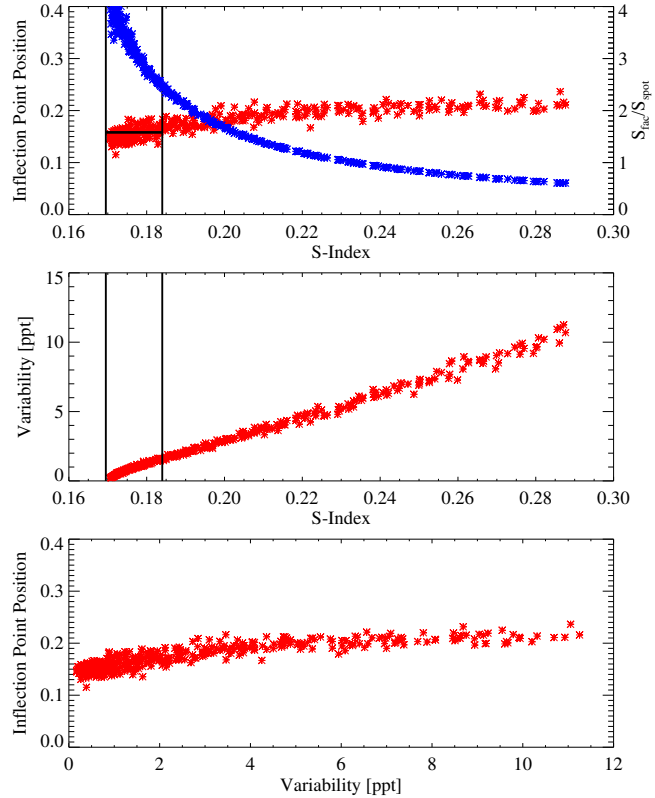 0.4
0.3
0.2
0.1
0.0
Inflection Point Position
4
3
2
1
0
S_fac/S_spot
0.16 0.18 0.20 0.22 0.24 0.26 0.28 0.30
S-Index
15
10
5
0
Variability [ppt]
0.16 0.18 0.20 0.22 0.24 0.26 0.28 0.30
S-Index
0.4
0.3
0.2
0.1
0.0
Inflection Point Position
0 2 4 6 8 10 12
Variability [ppt]